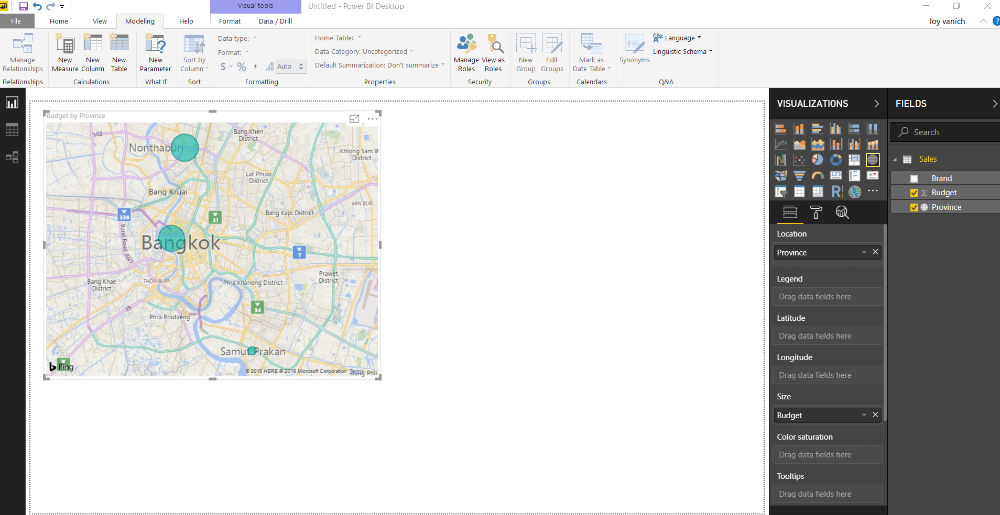 Visual tools
Untitled - Power BI Desktop
File
Home
View
Modeling
Help
Format
Data / Drill
loy vanich
?
Manage
Relationships
Relationships
New
Measure
New
Column
New
Table
Calculations
New
Parameter
What If
Sort by
Column
Sort
Data type:
Format:
$ % , .00 Auto
Formatting
Home Table:
Data Category: Uncategorized
Default Summarization: Don't summarize
Properties
Manage
Roles
View as
Roles
Security
New
Group
Edit
Groups
Groups
Mark as
Date Table
Calendars
Synonyms
Language
Linguistic Schema
Q&A
Budget by Province
302
Nonthaburi
Bang Khen
District
Khlong Sam W
District
Lat Phrao
District
Bang Kruai
MIN BURI
338
31
Bang Kapi District
Rural Road 3021
Bangkok
7
Bang Khae
District
THON BURI
Phra Khanong District
Prawet
District
35
34
Phra Pradaeng
Samut Prakan
Bing
© 2018 HERE,© 2018 Microsoft Corporation Terms
Bang Phli
VISUALIZATIONS
123
R
Location
Province
Legend
Drag data fields here
Latitude
Drag data fields here
Longitude
Drag data fields here
Size
Budget
Color saturation
Drag data fields here
Tooltips
Drag data fields here
FIELDS
Search
Sales
Brand
Σ Budget
Province